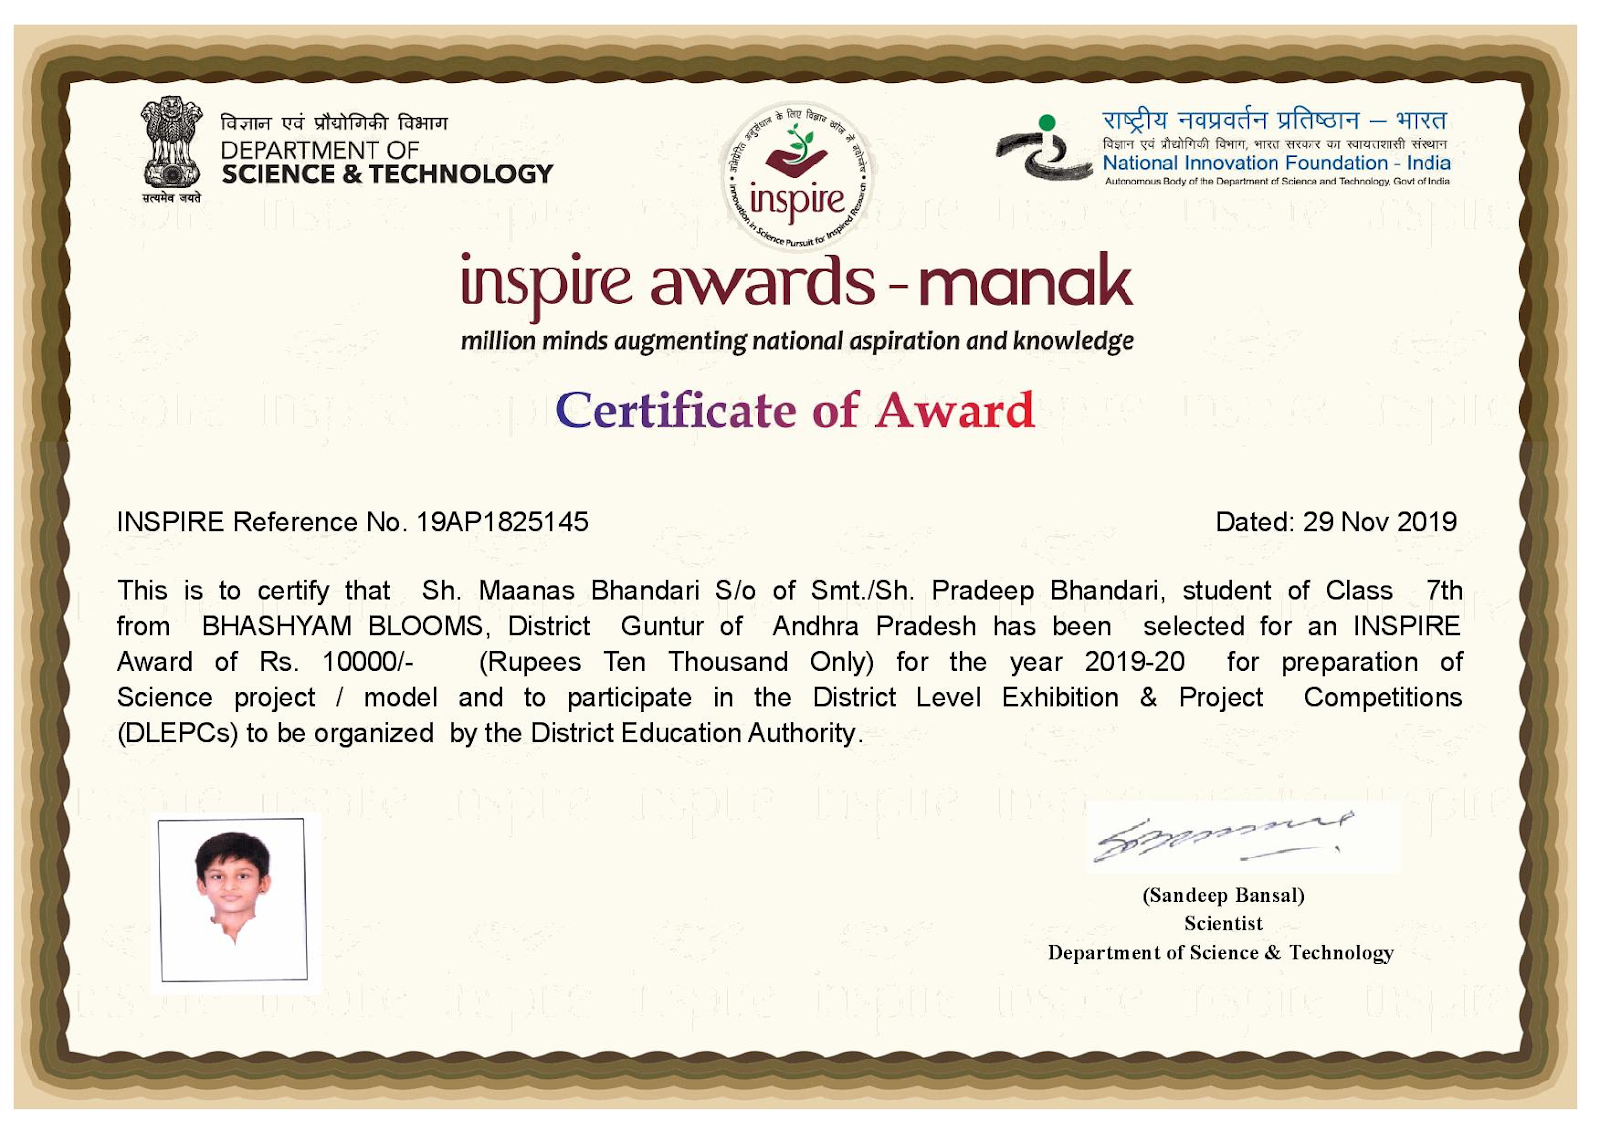 विज्ञान एवं प्रौद्योगिकी विभाग
DEPARTMENT OF
SCIENCE & TECHNOLOGY
सत्यमेव जयते
inspire
Innovation in Science Pursuit for Inspired Research
राष्ट्रीय नवप्रवर्तन प्रतिष्ठान – भारत
विज्ञान एवं प्रौद्योगिकी विभाग, भारत सरकार का स्वायतशासी संस्थान
National Innovation Foundation - India
Autonomous Body of the Department of Science and Technology, Govt of India
inspire awards - manak
million minds augmenting national aspiration and knowledge
Certificate of Award
INSPIRE Reference No. 19AP1825145
Dated: 29 Nov 2019
This is to certify that Sh. Maanas Bhandari S/o of Smt./Sh. Pradeep Bhandari, student of Class 7th
from BHASHYAM BLOOMS, District Guntur of Andhra Pradesh has been selected for an INSPIRE
Award of Rs. 10000/- (Rupees Ten Thousand Only) for the year 2019-20 for preparation of
Science project / model and to participate in the District Level Exhibition & Project Competitions
(DLEPCs) to be organized by the District Education Authority.
(Sandeep Bansal)
Scientist
Department of Science & Technology